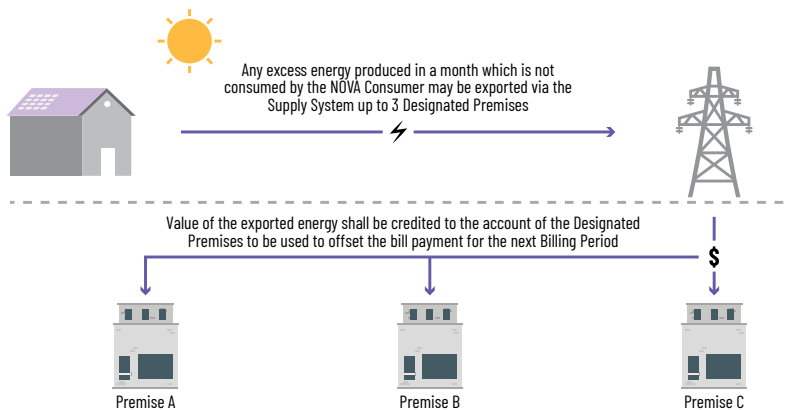 Any excess energy produced in a month which is not
consumed by the NOVA Consumer may be exported via the
Supply System up to 3 Designated Premises
Value of the exported energy shall be credited to the account of the Designated
Premises to be used to offset the bill payment for the next Billing Period
$
Premise A
Premise B
Premise C